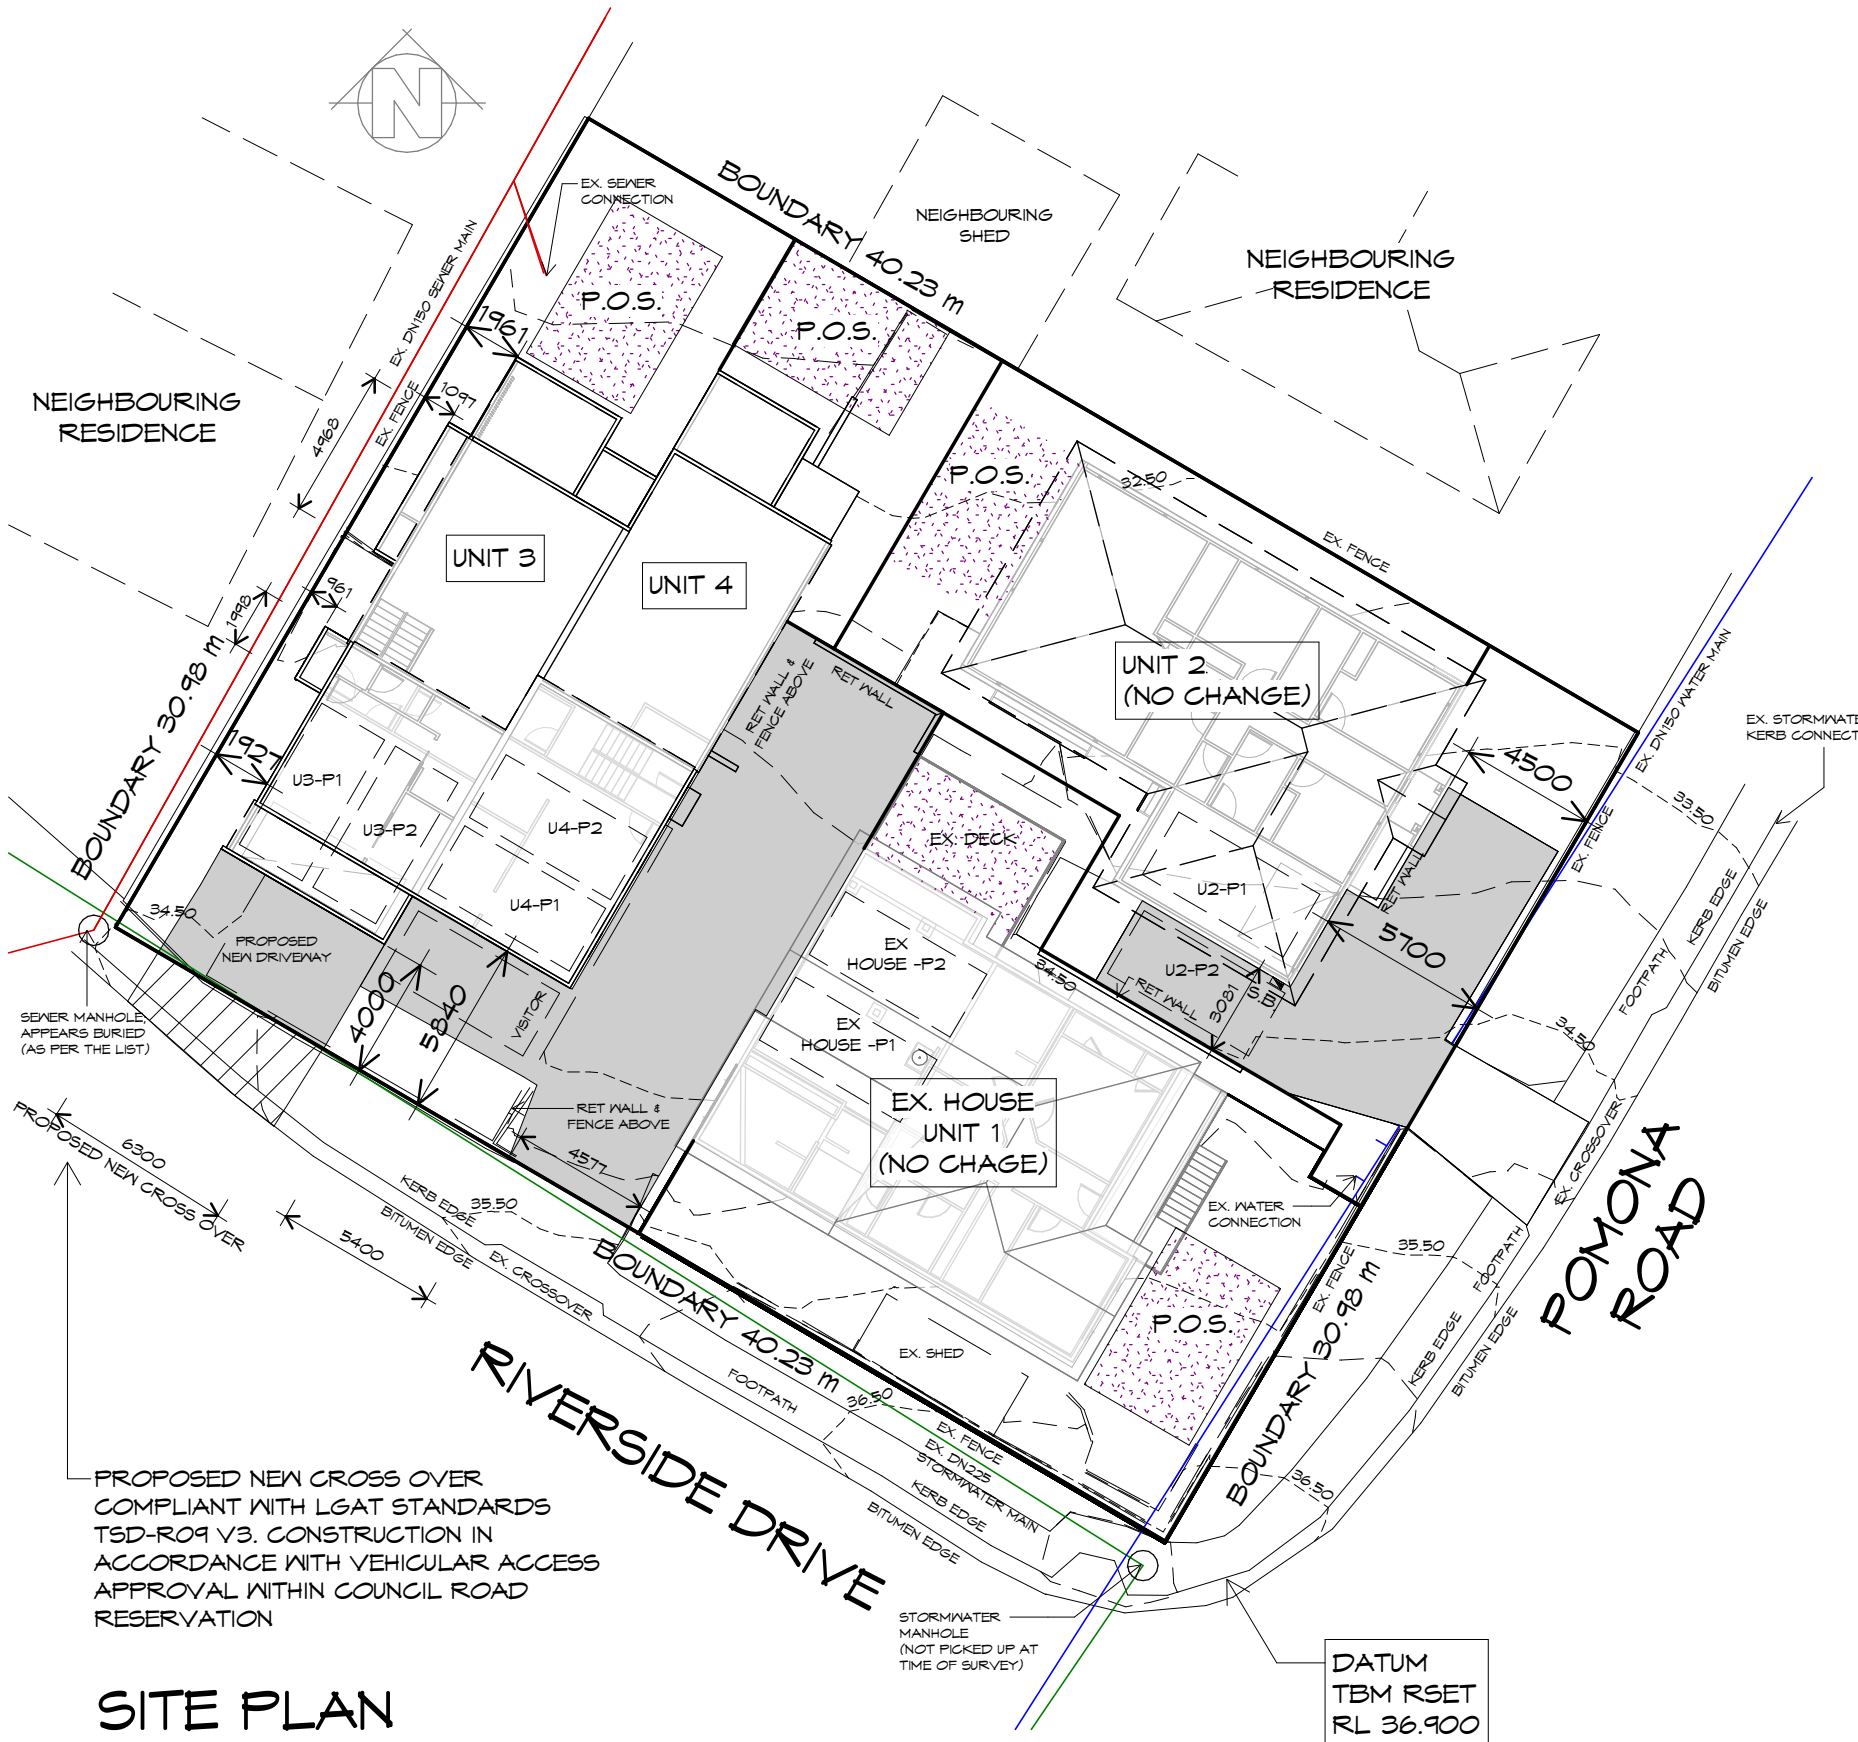 N
EX. SEWER
CONNECTION
BOUNDARY 40.23 m
NEIGHBOURING
SHED
NEIGHBOURING
RESIDENCE
NEIGHBOURING
RESIDENCE
EX. DN150 SEWER MAIN
EX. FENCE
1961
1097
4968
P.O.S.
P.O.S.
P.O.S.
32.50
EX. FENCE
UNIT 3
UNIT 4
961
1998
BOUNDARY 30.98 m
1927
RET WALL &
FENCE ABOVE
RET WALL
UNIT 2
(NO CHANGE)
EX. DN150 WATER MAIN
EX. STORMWATE
KERB CONNECT
4500
33.50
EX. FENCE
U3-P1
U3-P2
U4-P2
U4-P1
EX. DECK
U2-P1
RET WALL
5700
KERB EDGE
BITUMEN EDGE
FOOTPATH
34.50
34.50
PROPOSED
NEW DRIVEWAY
EX
HOUSE -P2
34.50
U2-P2
RET WALL
3081
S.B
SEWER MANHOLE,
APPEARS BURIED
(AS PER THE LIST)
4000
5840
VISITOR
EX
HOUSE -P1
EX. HOUSE
UNIT 1
(NO CHAGE)
RET WALL &
FENCE ABOVE
4577
PROPOSED NEW CROSS OVER
6300
5400
KERB EDGE
35.50
BITUMEN EDGE
EX. CROSSOVER
BOUNDARY 40.23 m
EX. WATER
CONNECTION
EX. CROSSOVER
POMONA
ROAD
35.50
FOOTPATH
EX. FENCE
P.O.S.
EX. SHED
BOUNDARY 30.98 m
KERB EDGE
BITUMEN EDGE
RIVERSIDE DRIVE
FOOTPATH
36.50
EX. FENCE
EX. DN225
STORMWATER MAIN
KERB EDGE
BITUMEN EDGE
36.50
PROPOSED NEW CROSS OVER
COMPLIANT WITH LGAT STANDARDS
TSD-R09 V3. CONSTRUCTION IN
ACCORDANCE WITH VEHICULAR ACCESS
APPROVAL WITHIN COUNCIL ROAD
RESERVATION
STORMWATER
MANHOLE
(NOT PICKED UP AT
TIME OF SURVEY)
DATUM
TBM RSET
RL 36.900
SITE PLAN